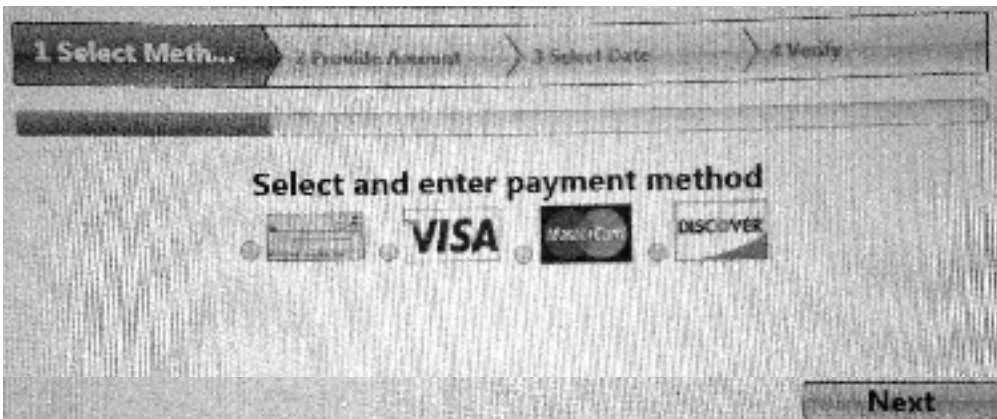 1 Select Meth...
2 Provide Amount
3 Select Date
4 Verify
Select and enter payment method
VISA
MasterCard
DISCOVER
Next